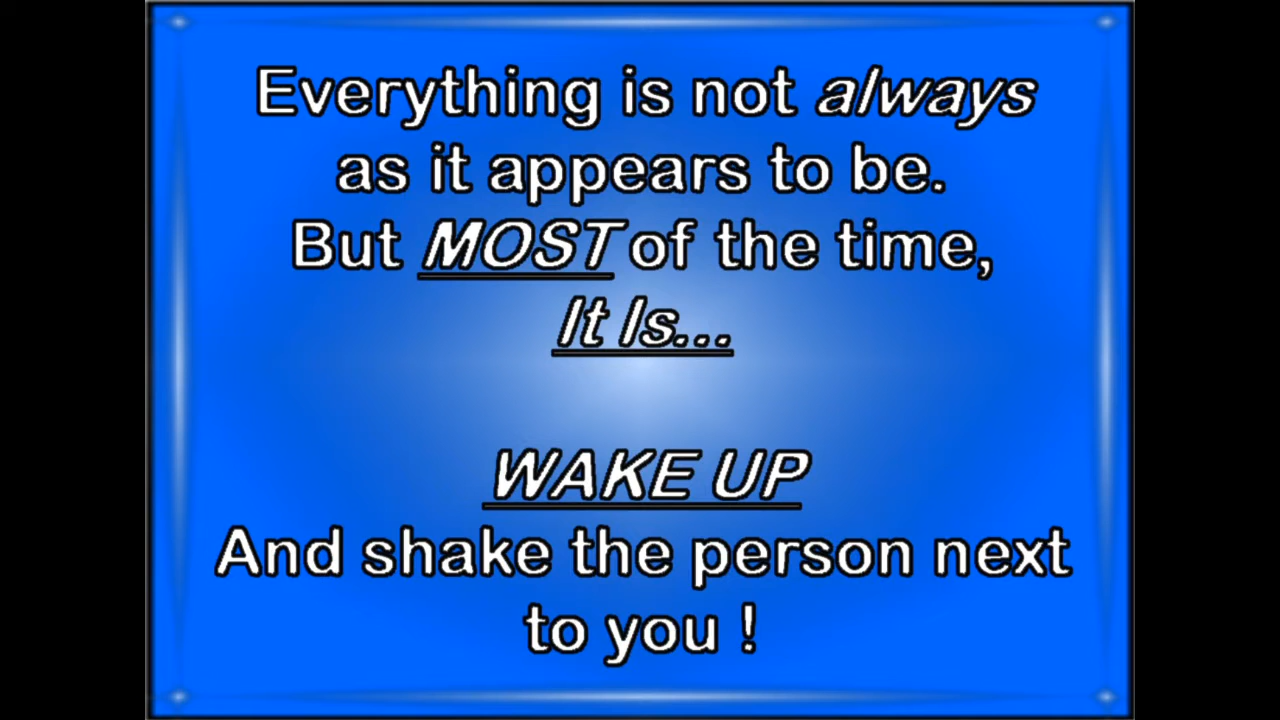 Everything is not always
as it appears to be.
But MOST of the time,
It Is...
WAKE UP
And shake the person next
to you !